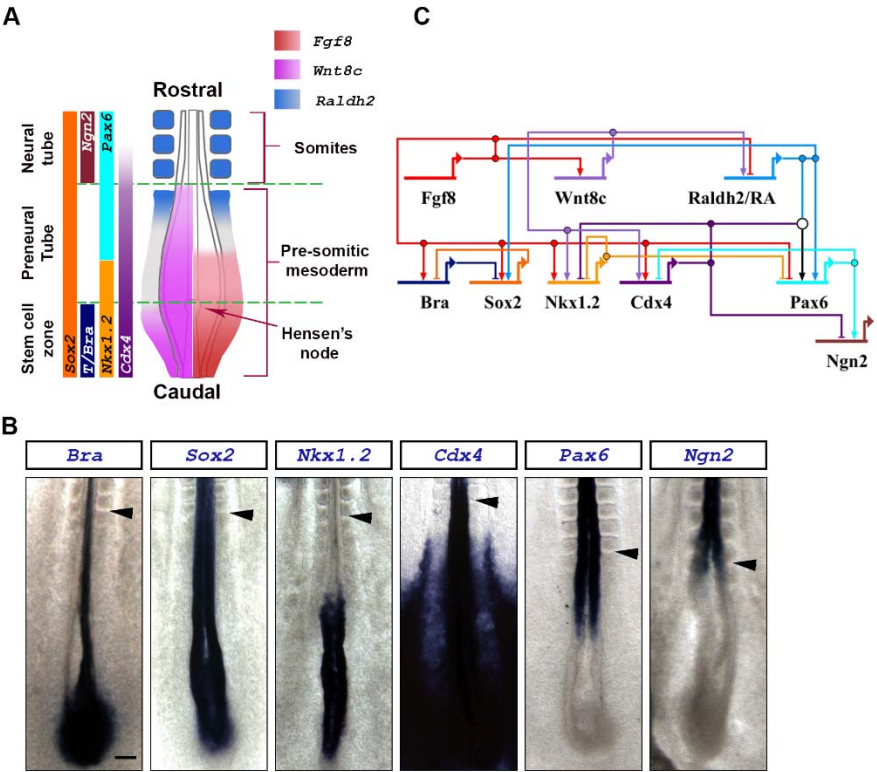 A
Fgf8
Wnt8c
Raldh2
Rostral
Neural tube
Preneural Tube
Stem cell zone
Sox2
Ngn2
T/Bra
Pax6
Nkx1.2
Cdx4
Somites
Pre-somitic
mesoderm
Hensen's
node
Caudal
C
Fgf8
Wnt8c
Raldh2/RA
Bra
Sox2
Nkx1.2
Cdx4
Pax6
Ngn2
B
Bra
Sox2
Nkx1.2
Cdx4
Pax6
Ngn2